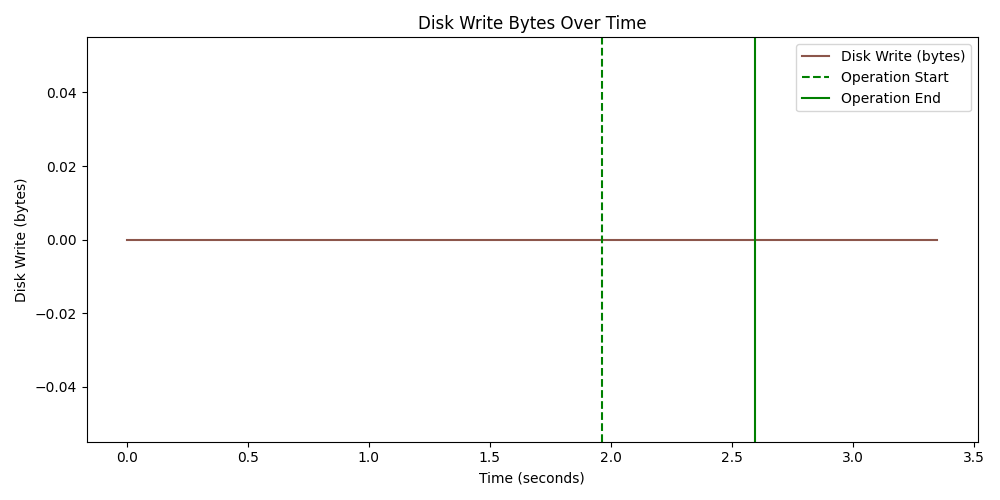 Disk Write Bytes Over Time
Disk Write (bytes)
Operation Start
Operation End
0.04
0.02
0.00
−0.02
−0.04
Disk Write (bytes)
0.0 0.5 1.0 1.5 2.0 2.5 3.0 3.5
Time (seconds)